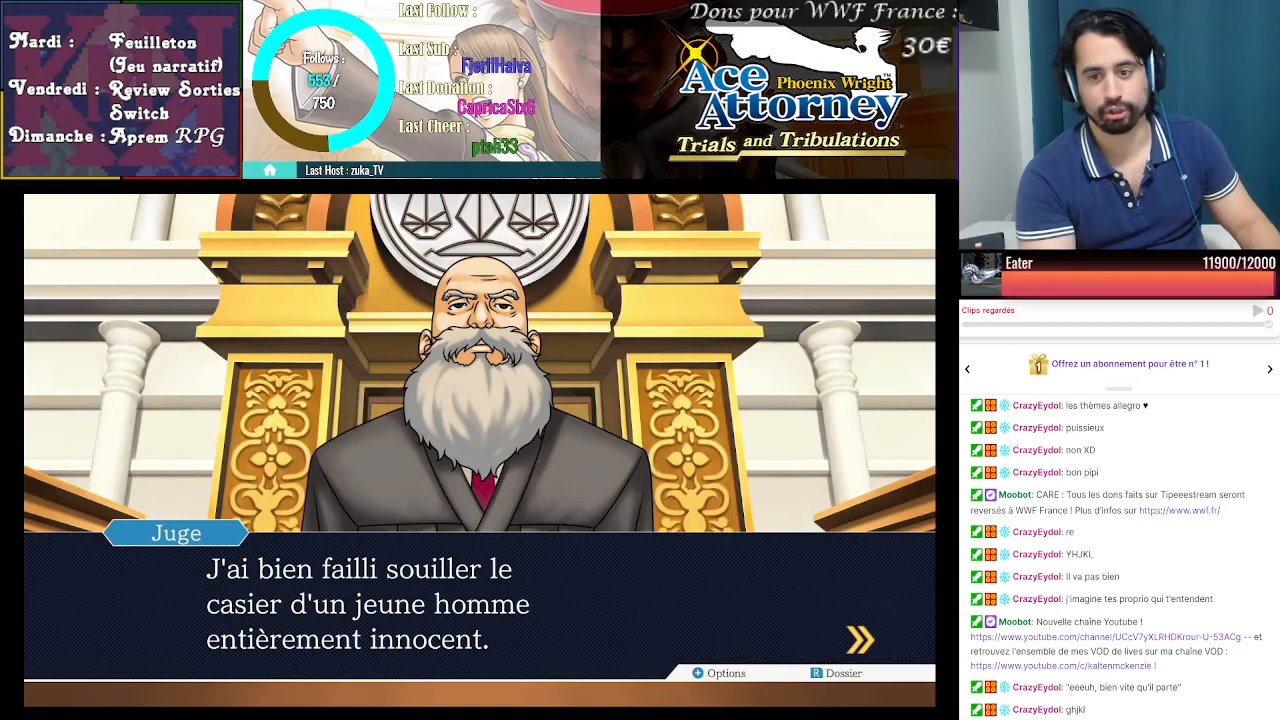 Mardi : Feuilleton
(Jeu narratif)
Vendredi : Review Sorties
Switch
Dimanche : Aprem RPG
Follows :
553 /
750
Last Follow :
Last Sub :
FjerilHaiva
Last Donation :
CapricaSix6
Last Cheer :
ptah33
Last Host : zuka_TV
Dons pour WWF France :
30€
Phoenix Wright
Ace
Attorney
Trials and Tribulations
Eater 11900/12000
Clips regardés 0
1 Offrez un abonnement pour être n° 1 !
CrazyEydol: les thèmes allegro ♥
CrazyEydol: puissieux
CrazyEydol: non XD
CrazyEydol: bon pipi
Moobot: CARE : Tous les dons faits sur Tipeeestream seront
reversés à WWF France ! Plus d'infos sur https://www.wwf.fr/
CrazyEydol: re
CrazyEydol: YHJKL
CrazyEydol: Il va pas bien
CrazyEydol: j'imagine tes proprio qui t'entendent
Moobot: Nouvelle chaîne Youtube !
https://www.youtube.com/channel/UCcV7yXLRHDKrour-U-53ACg -- et
retrouvez l'ensemble de mes VOD de lives sur ma chaîne VOD :
https://www.youtube.com/c/kaltenmckenzie !
CrazyEydol: "eeeuh, bien vite qu'il parte"
CrazyEydol: ghjkl
Juge
J'ai bien failli souiller le
casier d'un jeune homme
entièrement innocent.
+ Options
R Dossier